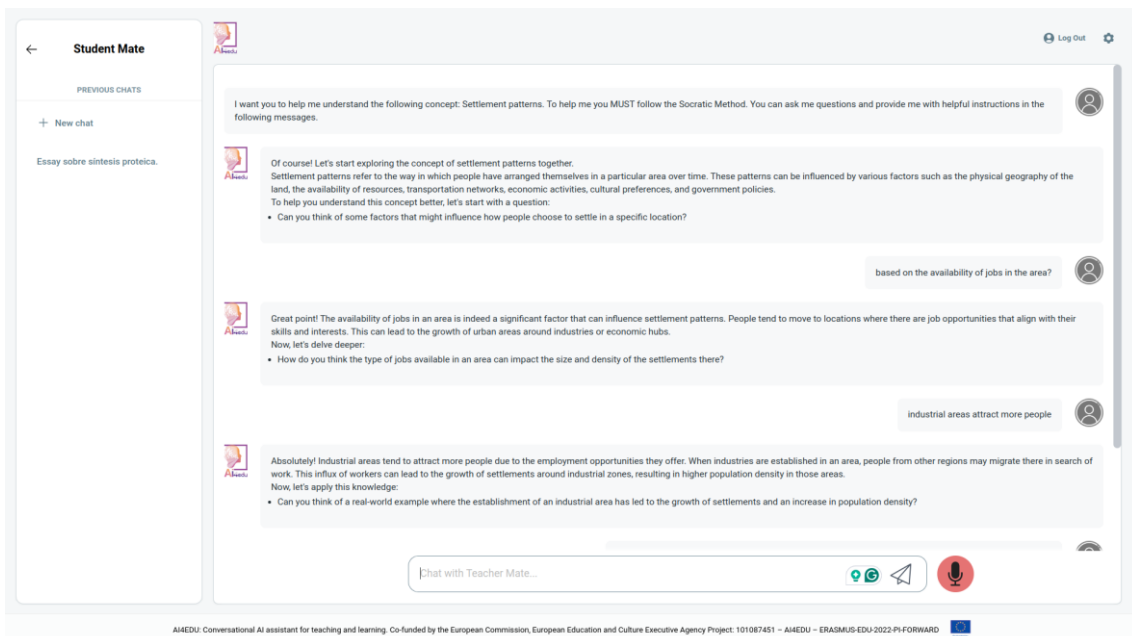 Student Mate
PREVIOUS CHATS
+ New chat
Essay sobre síntesis proteica.
AI4edu
Log Out
I want you to help me understand the following concept: Settlement patterns. To help me you MUST follow the Socratic Method. You can ask me questions and provide me with helpful instructions in the
following messages.
AI4edu
Of course! Let's start exploring the concept of settlement patterns together.
Settlement patterns refer to the way in which people have arranged themselves in a particular area over time. These patterns can be influenced by various factors such as the physical geography of the
land, the availability of resources, transportation networks, economic activities, cultural preferences, and government policies.
To help you understand this concept better, let's start with a question:
• Can you think of some factors that might influence how people choose to settle in a specific location?
based on the availability of jobs in the area?
AI4edu
Great point! The availability of jobs in an area is indeed a significant factor that can influence settlement patterns. People tend to move to locations where there are job opportunities that align with their
skills and interests. This can lead to the growth of urban areas around industries or economic hubs.
Now, let's delve deeper:
• How do you think the type of jobs available in an area can impact the size and density of the settlements there?
industrial areas attract more people
AI4edu
Absolutely! Industrial areas tend to attract more people due to the employment opportunities they offer. When industries are established in an area, people from other regions may migrate there in search of
work. This influx of workers can lead to the growth of settlements around industrial zones, resulting in higher population density in those areas.
Now, let's apply this knowledge:
• Can you think of a real-world example where the establishment of an industrial area has led to the growth of settlements and an increase in population density?
Chat with Teacher Mate...
AI4EDU: Conversational AI assistant for teaching and learning. Co-funded by the European Commission, European Education and Culture Executive Agency Project: 101087451 – AI4EDU – ERASMUS-EDU-2022-PI-FORWARD